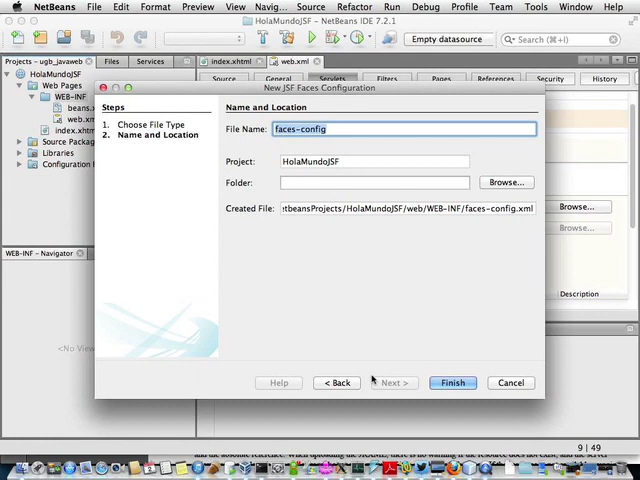 NetBeans File Edit Format Preview View Navig... Source Refactor Run Debug Profile Team Tools Window Help
HolaMundoJSF – NetBeans IDE 7.2.1
Empty datasource
Search (⌘+I)
Projects – ugb_javaweb Files Services index.xhtml web.xml
HolaMundoJSF
Source General Servlets Filters Pages References Security History
Web Pages
New JSF Faces Configuration
WEB-INF
beans.x
web.xm
index.xhtm
Source Packag
Libraries
Configuration F
Steps
1. Choose File Type
2. Name and Location
Name and Location
File Name: faces-config
Project: HolaMundoJSF
Folder: Browse...
Created File: :tbeansProjects/HolaMundoJSF/web/WEB-INF/faces-config.xml
Browse...
Browse...
WEB-INF – Navigator
Description
<No View
Help < Back Next > Finish Cancel
9 | 49